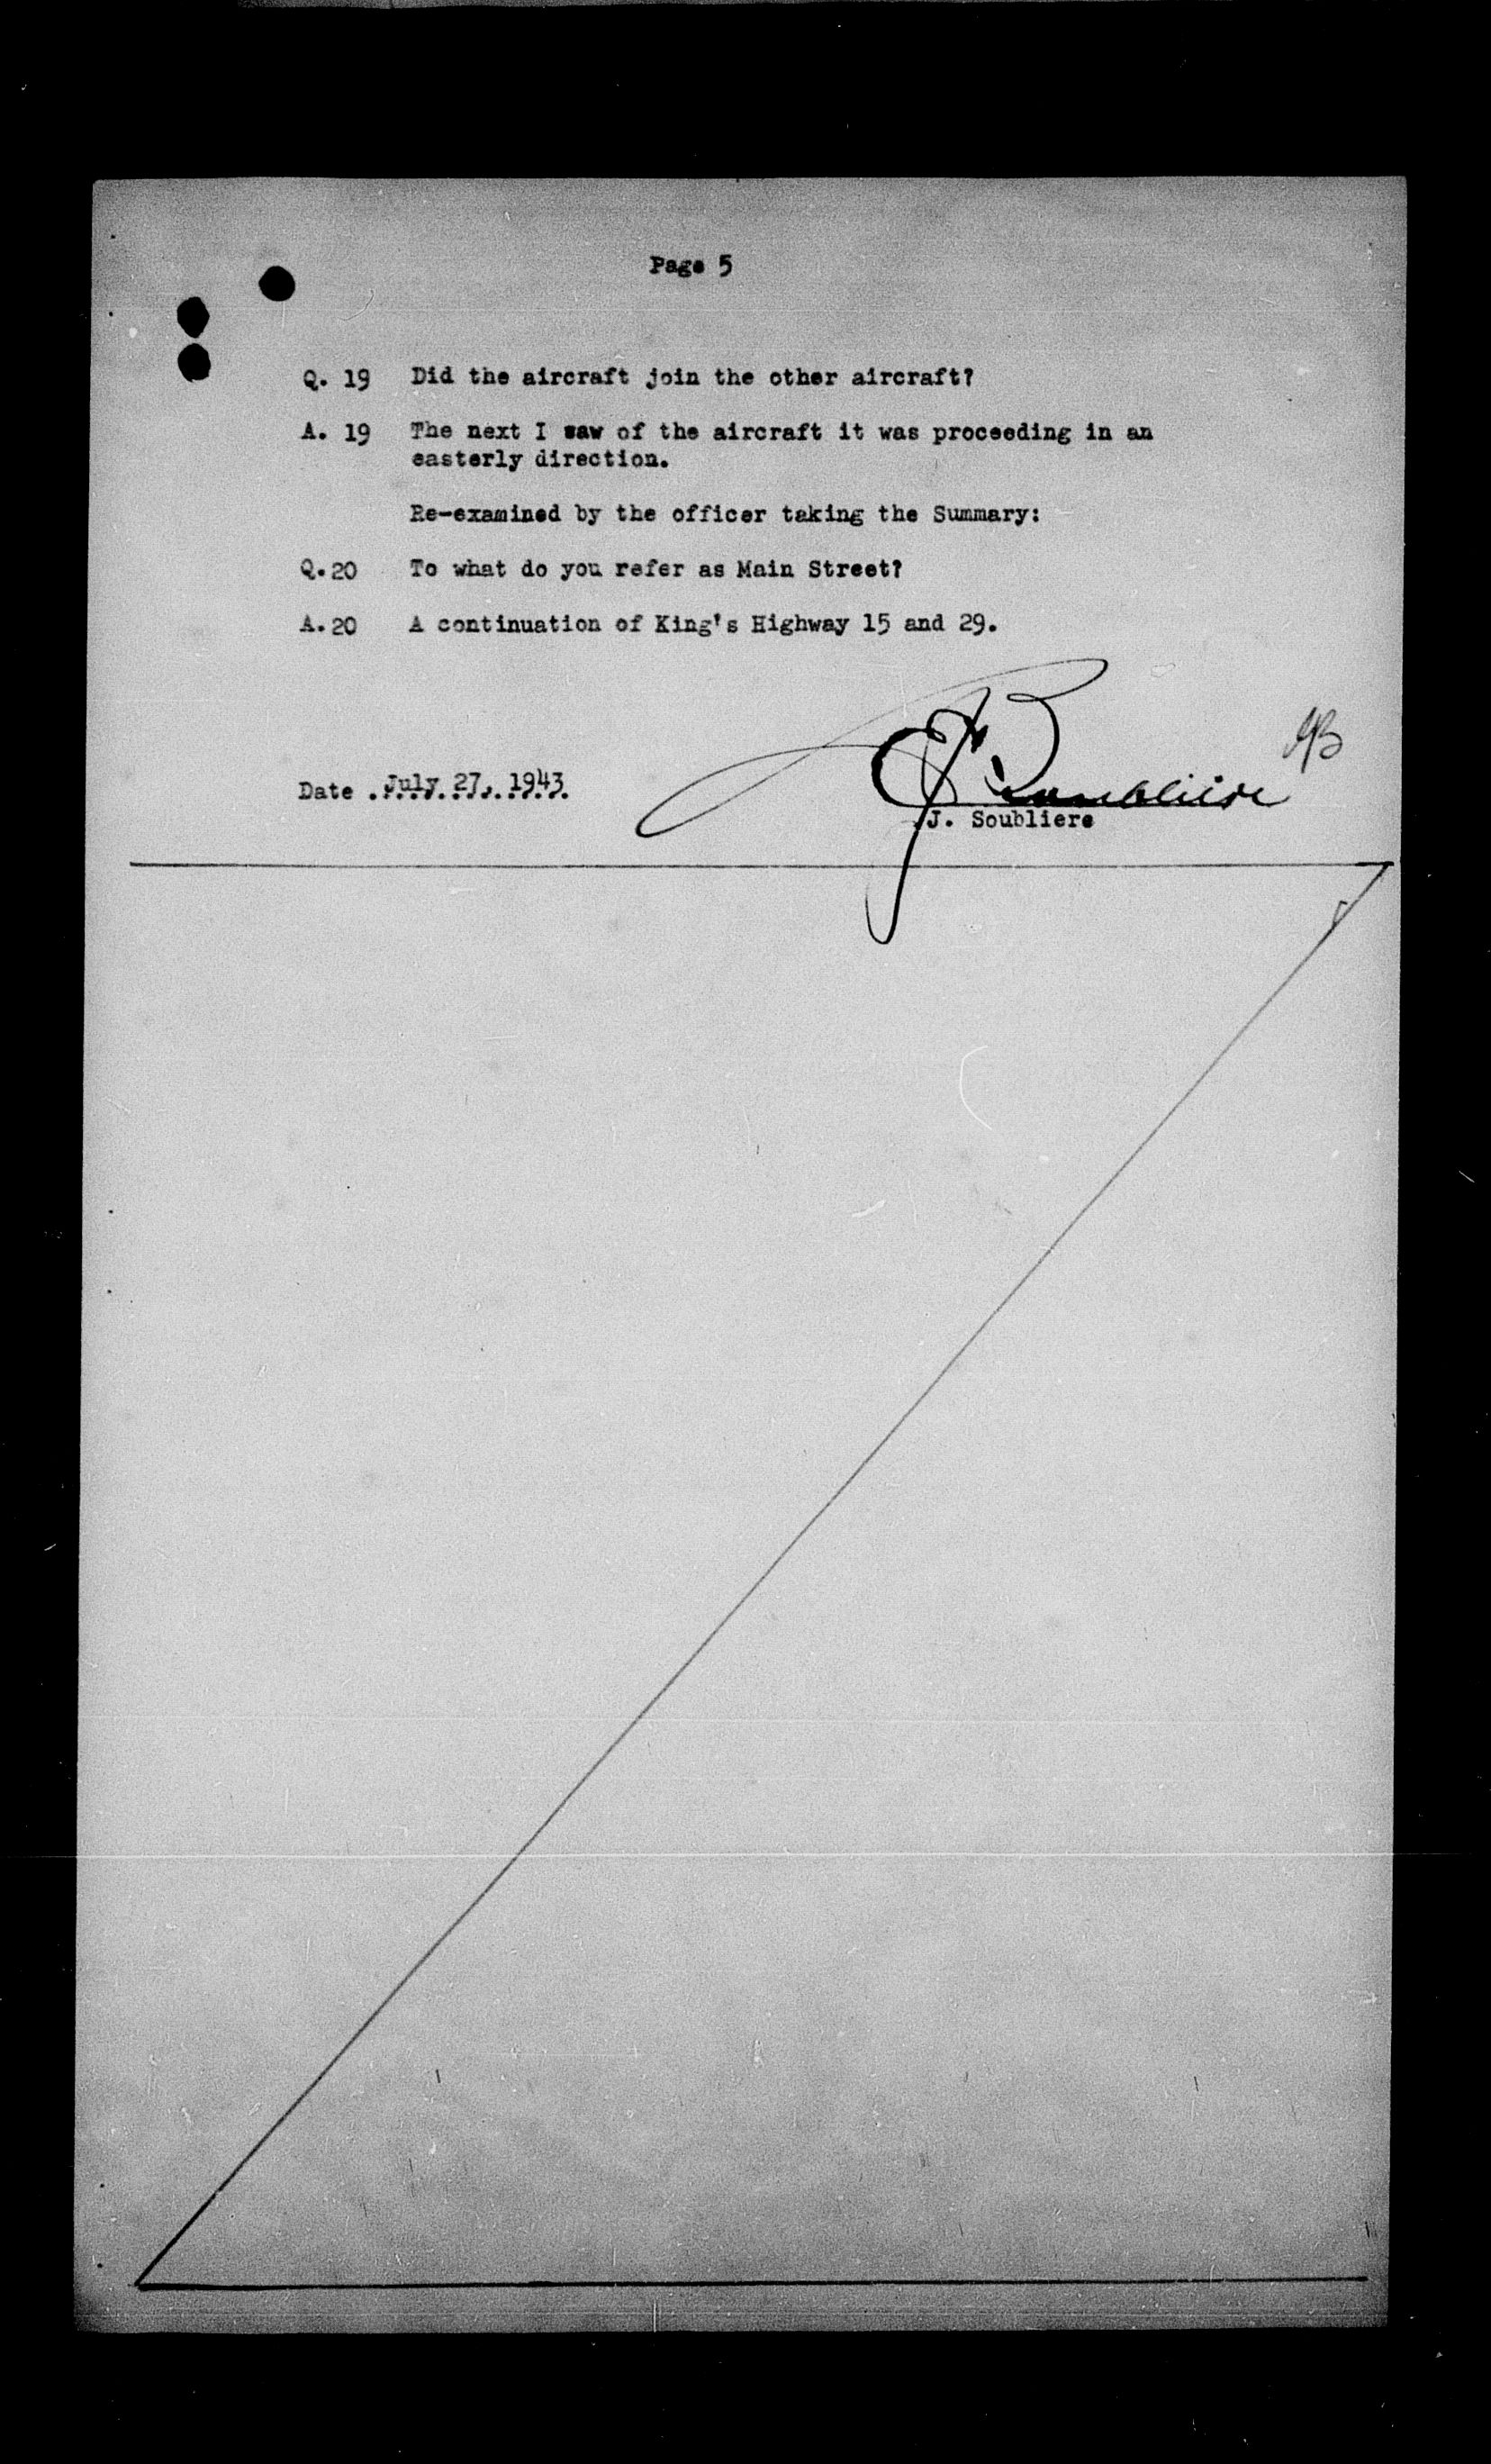 Page 5
Q. 19 Did the aircraft join the other aircraft?
A. 19 The next I saw of the aircraft it was proceeding in an
easterly direction.
Re-examined by the officer taking the Summary:
Q. 20 To what do you refer as Main Street?
A. 20 A continuation of King's Highway 15 and 29.
Date July 27, 1943
J. Soubliere